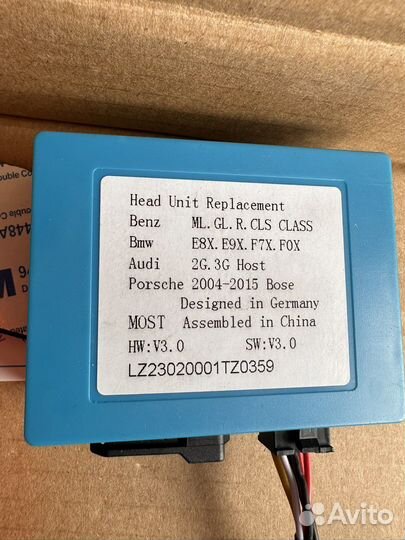 Head Unit Replacement
Benz ML.GL.R.CLS CLASS
Bmw E8X.E9X.F7X.F0X
Audi 2G.3G Host
Porsche 2004-2015 Bose
Designed in Germany
MOST Assembled in China
HW:V3.0 SW:V3.0
LZ23020001TZ0359
448A
Avito